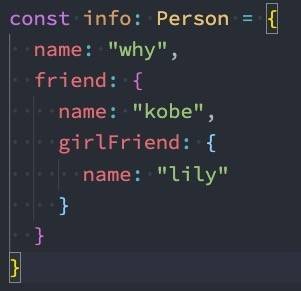 const info: Person = {
  name: "why",
  friend: {
    name: "kobe",
    girlFriend: {
      name: "lily"
    }
  }
}